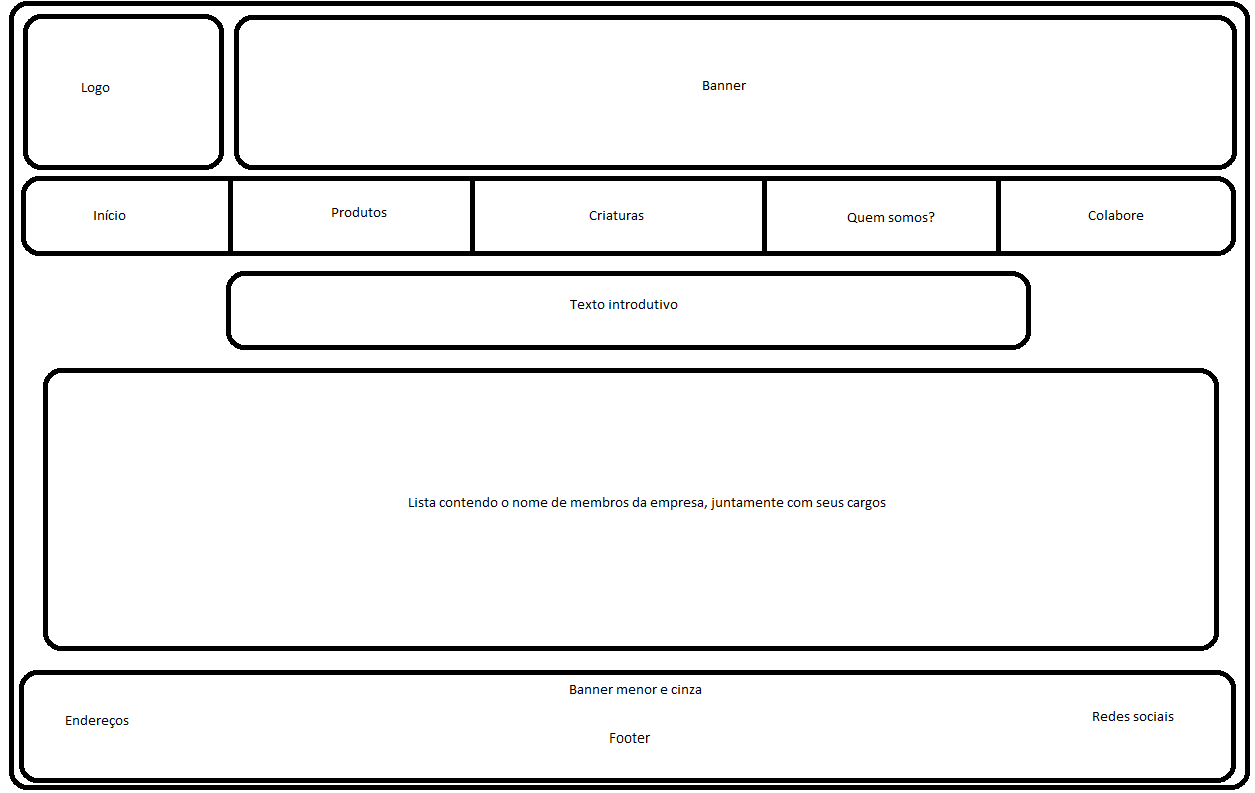 Logo
Banner
Início
Produtos
Criaturas
Quem somos?
Colabore
Texto introdutivo
Lista contendo o nome de membros da empresa, juntamente com seus cargos
Banner menor e cinza
Endereços
Redes sociais
Footer